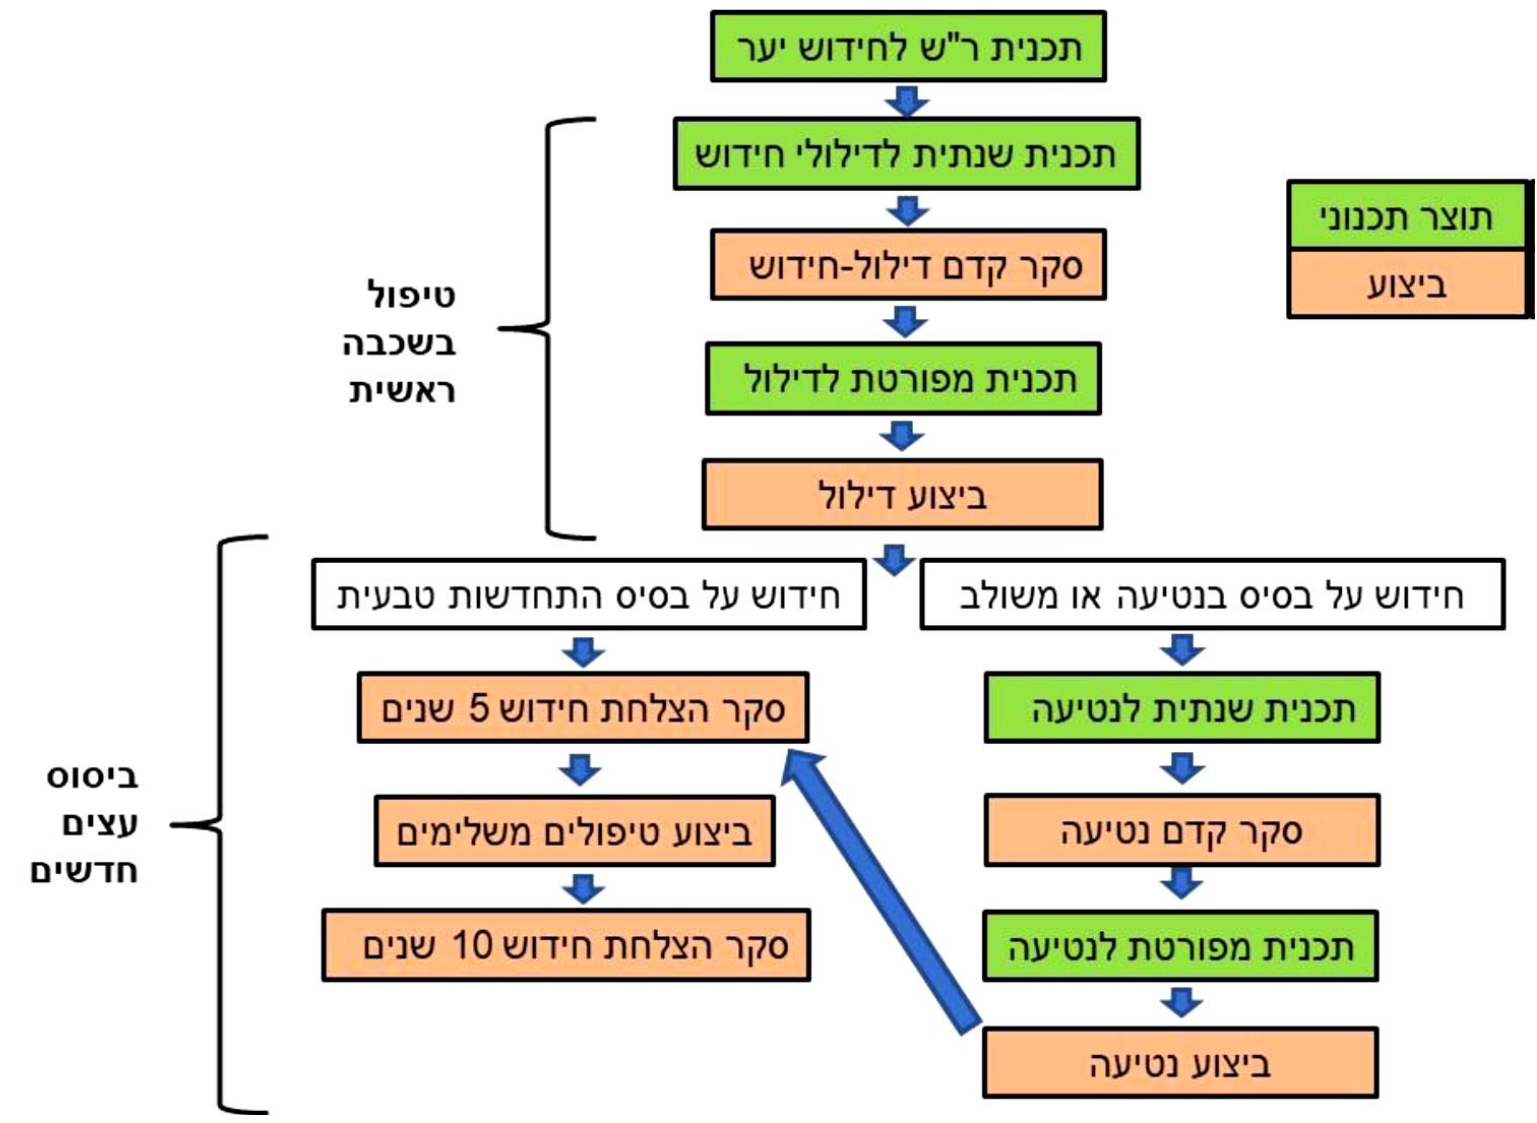 תכנית ר"ש לחידוש יער
תכנית שנתית לדילולי חידוש
סקר קדם דילול-חידוש
תכנית מפורטת לדילול
ביצוע דילול
טיפול
בשכבה
ראשית
תוצר תכנוני
ביצוע
חידוש על בסיס בנטיעה או משולב
תכנית שנתית לנטיעה
סקר קדם נטיעה
תכנית מפורטת לנטיעה
ביצוע נטיעה
חידוש על בסיס התחדשות טבעית
סקר הצלחת חידוש 5 שנים
ביצוע טיפולים משלימים
סקר הצלחת חידוש 10 שנים
ביסוס
עצים
חדשים